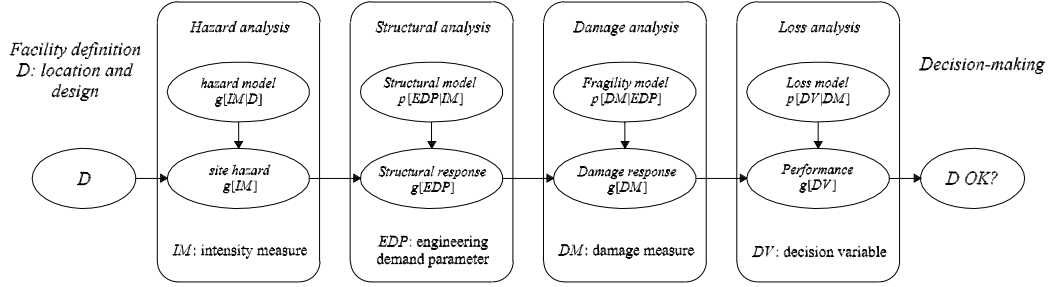 Facility definition
D: location and
design
D
Hazard analysis
hazard model
g[IM|D]
site hazard
g[IM]
IM: intensity measure
Structural analysis
Structural model
p[EDP|IM]
Structural response
g[EDP]
EDP: engineering
demand parameter
Damage analysis
Fragility model
p[DM|EDP]
Damage response
g[DM]
DM: damage measure
Loss analysis
Loss model
p[DV|DM]
Performance
g[DV]
DV: decision variable
Decision-making
D OK?